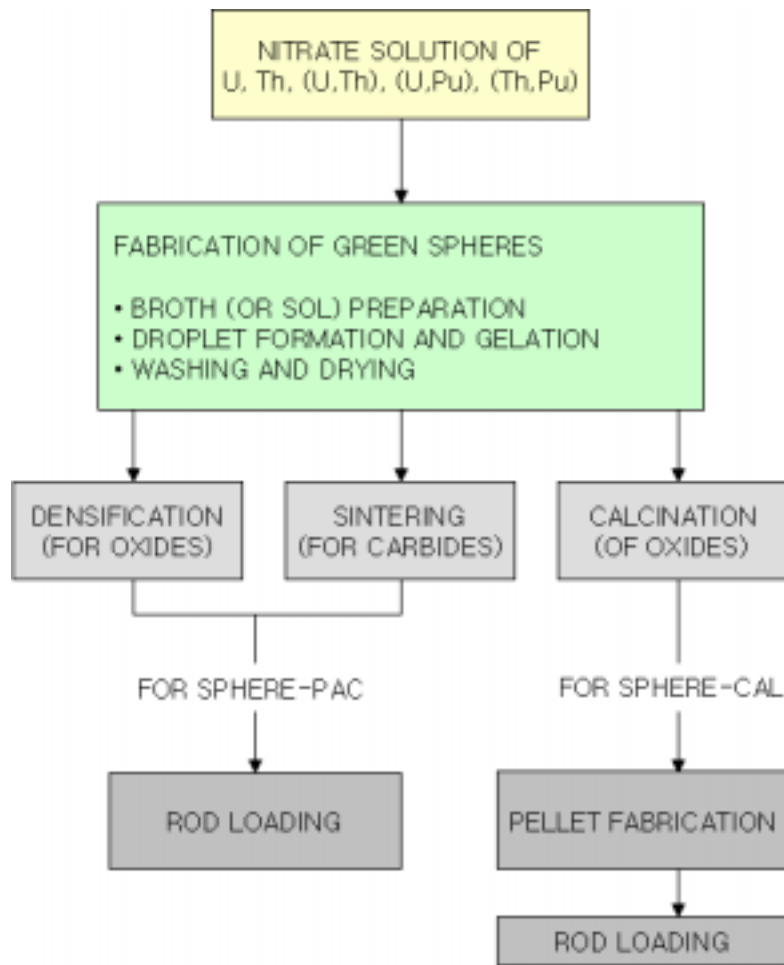 NITRATE SOLUTION OF
U, Th, (U,Th), (U,Pu), (Th,Pu)
FABRICATION OF GREEN SPHERES
• BROTH (OR SOL) PREPARATION
• DROPLET FORMATION AND GELATION
• WASHING AND DRYING
DENSIFICATION
(FOR OXIDES)
SINTERING
(FOR CARBIDES)
CALCINATION
(OF OXIDES)
FOR SPHERE-PAC
FOR SPHERE-CAL
ROD LOADING
PELLET FABRICATION
ROD LOADING